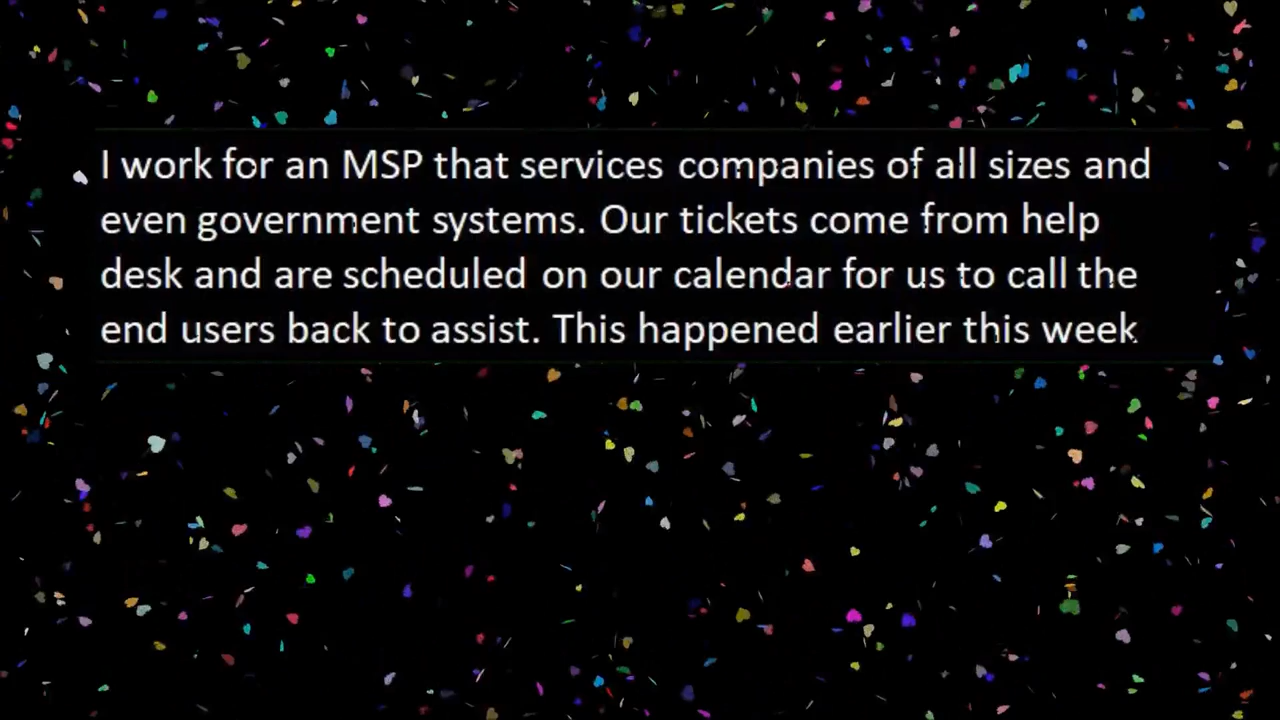 I work for an MSP that services companies of all sizes and
even government systems. Our tickets come from help
desk and are scheduled on our calendar for us to call the
end users back to assist. This happened earlier this week